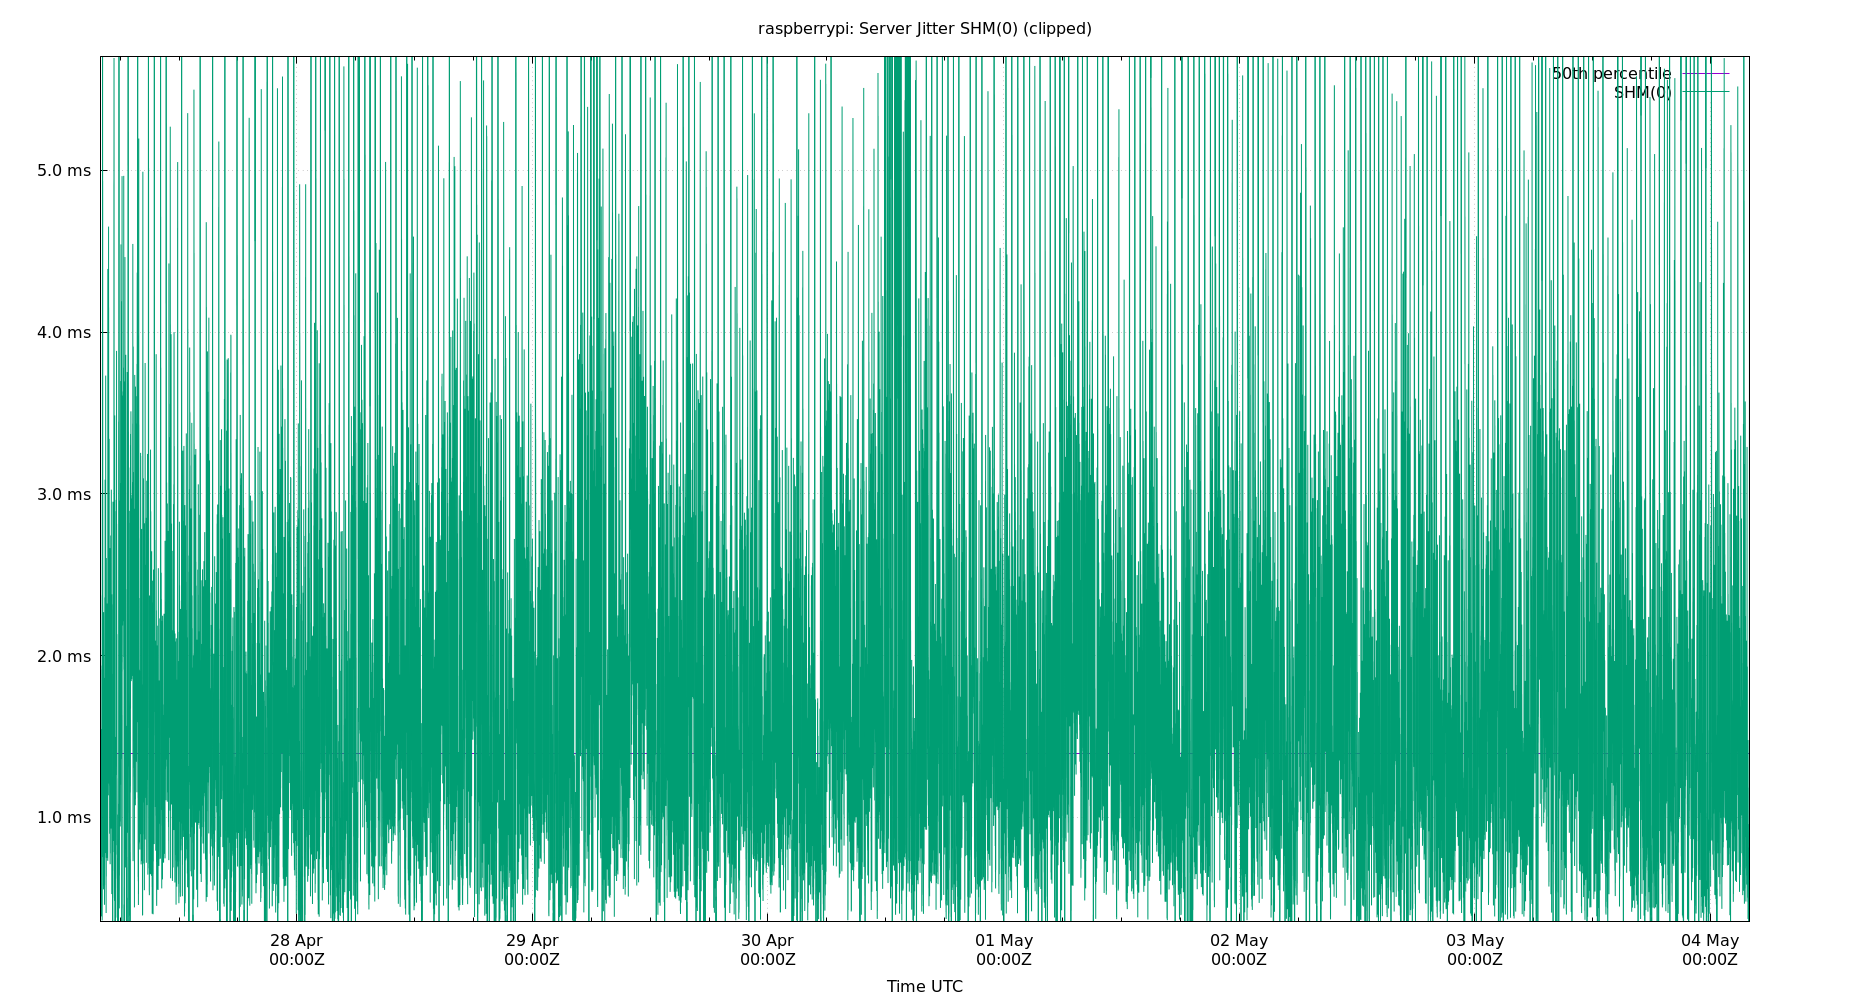 raspberrypi: Server Jitter SHM(0) (clipped)
50th percentile
SHM(0)
5.0 ms
4.0 ms
3.0 ms
2.0 ms
1.0 ms
28 Apr 29 Apr 30 Apr 01 May 02 May 03 May 04 May
00:00Z 00:00Z 00:00Z 00:00Z 00:00Z 00:00Z 00:00Z
Time UTC